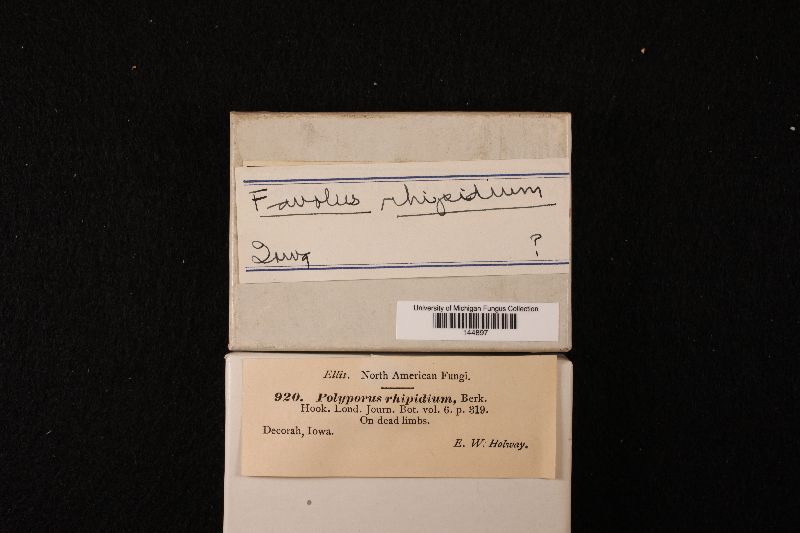 Favolus rhipidium
Iowa ?
University of Michigan Fungus Collection
144897
Ellis. North American Fungi.
920. Polyporus rhipidium, Berk.
Hook. Lond. Journ. Bot. vol. 6. p. 319.
On dead limbs.
Decorah, Iowa.
E. W. Holway.